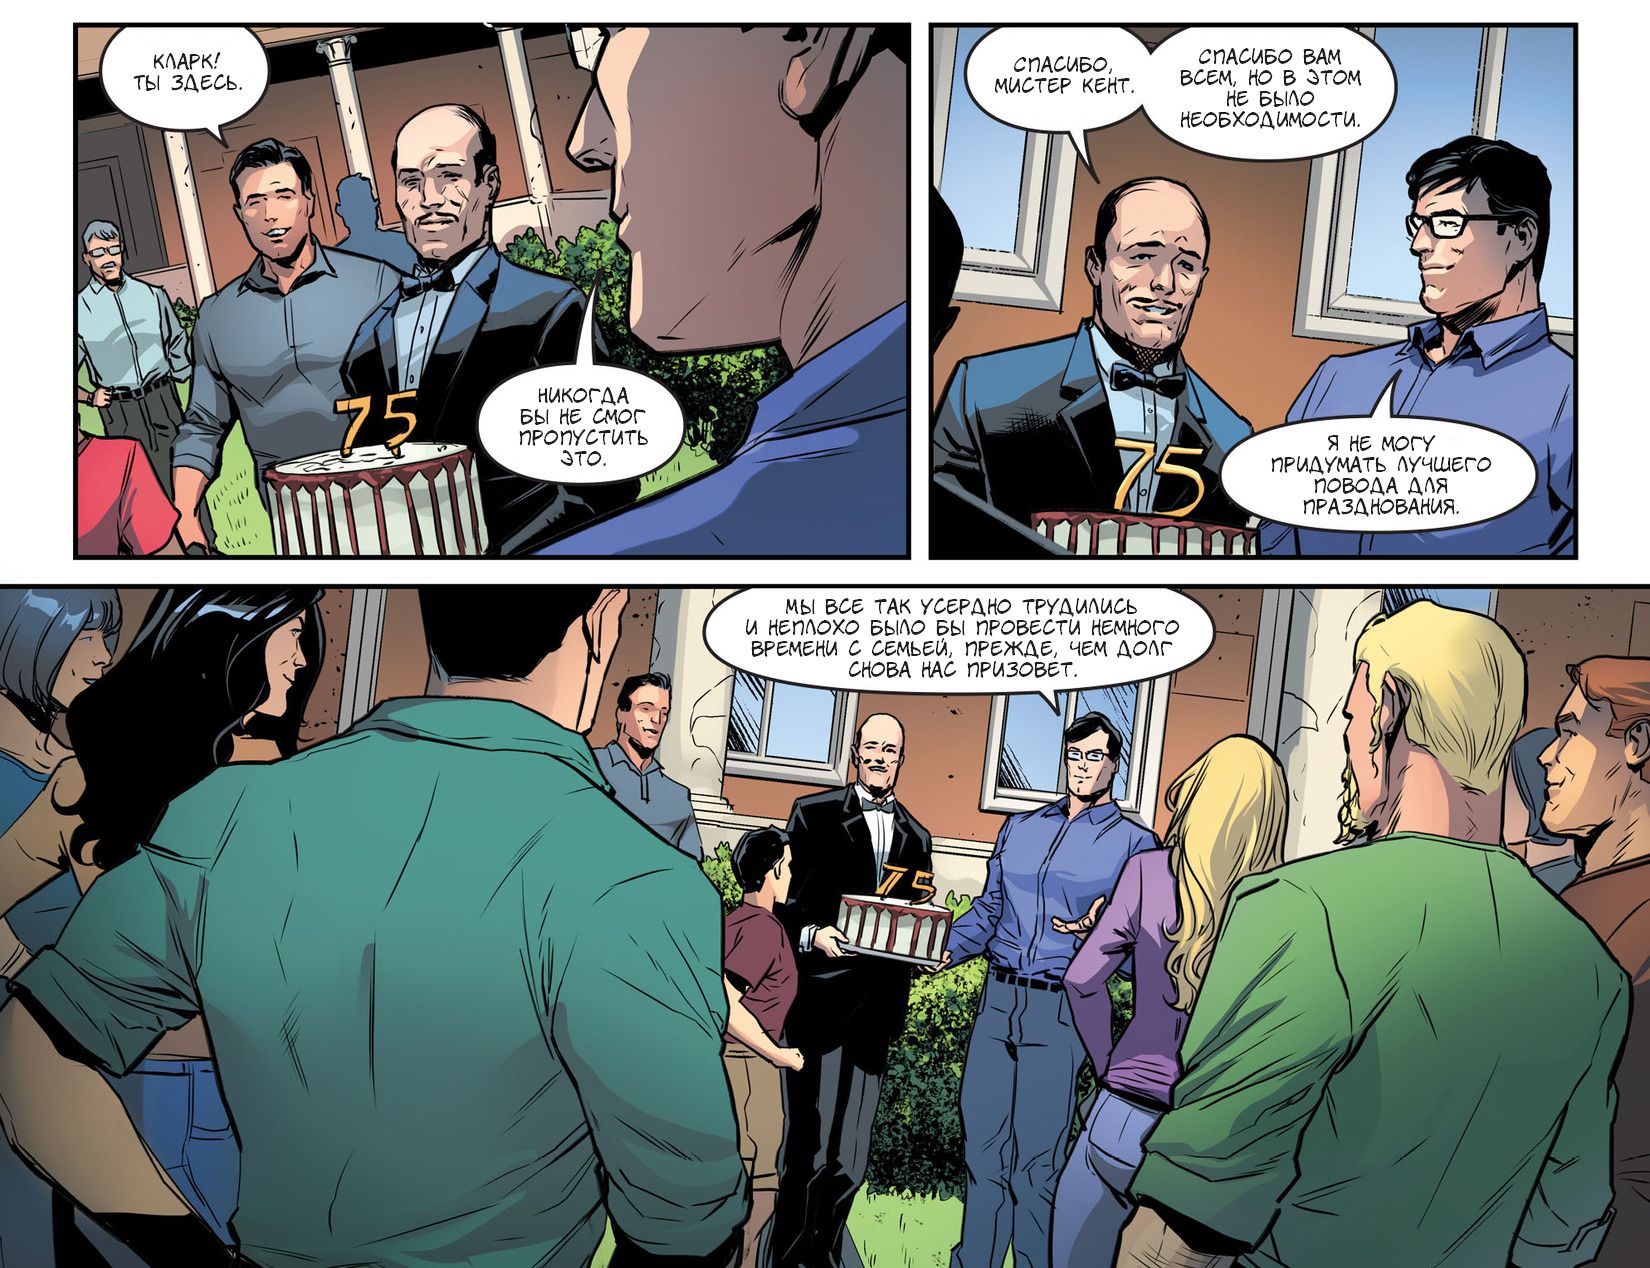 КЛАРК!
ТЫ ЗДЕСЬ.
НИКОГДА
БЫ НЕ СМОГ
ПРОПУСТИТЬ
ЭТО.
75
СПАСИБО,
МИСТЕР КЕНТ.
СПАСИБО ВАМ
ВСЕМ, НО В ЭТОМ
НЕ БЫЛО
НЕОБХОДИМОСТИ.
Я НЕ МОГУ
ПРИДУМАТЬ ЛУЧШЕГО
ПОВОДА ДЛЯ
ПРАЗДНОВАНИЯ.
75
МЫ ВСЕ ТАК УСЕРДНО ТРУДИЛИСЬ
И НЕПЛОХО БЫЛО БЫ ПРОВЕСТИ НЕМНОГО
ВРЕМЕНИ С СЕМЬЕЙ, ПРЕЖДЕ, ЧЕМ ДОЛГ
СНОВА НАС ПРИЗОВЕТ.
75